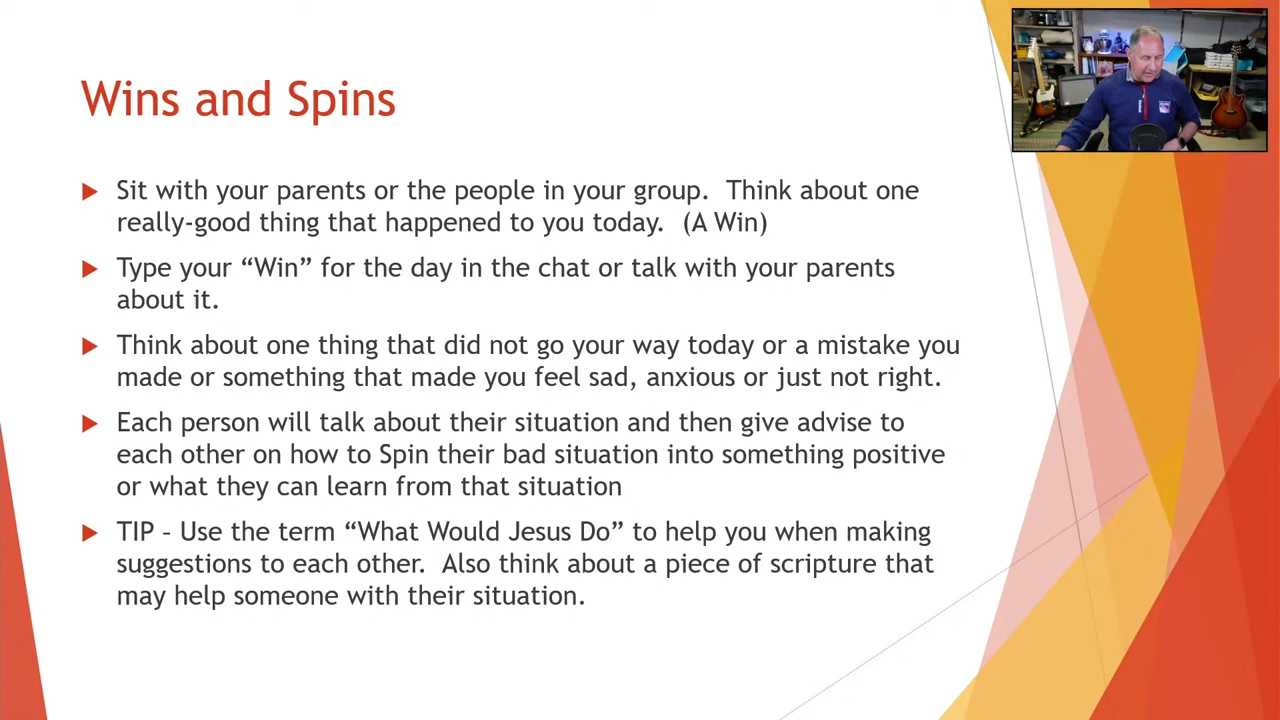 Wins and Spins
Sit with your parents or the people in your group.  Think about one
really-good thing that happened to you today.  (A Win)
Type your “Win” for the day in the chat or talk with your parents
about it.
Think about one thing that did not go your way today or a mistake you
made or something that made you feel sad, anxious or just not right.
Each person will talk about their situation and then give advise to
each other on how to Spin their bad situation into something positive
or what they can learn from that situation
TIP – Use the term “What Would Jesus Do” to help you when making
suggestions to each other.  Also think about a piece of scripture that
may help someone with their situation.